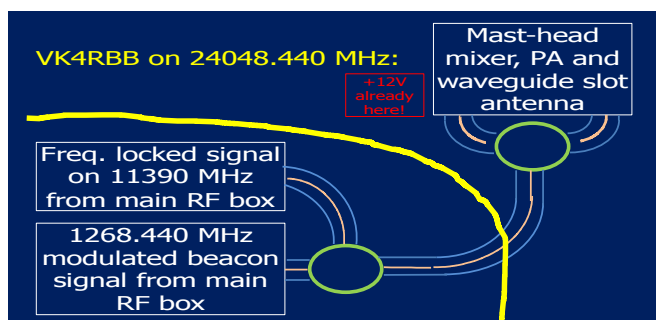 VK4RBB on 24048.440 MHz:
+12V
already
here!
Mast-head
mixer, PA and
waveguide slot
antenna
Freq. locked signal
on 11390 MHz
from main RF box
1268.440 MHz
modulated beacon
signal from main
RF box